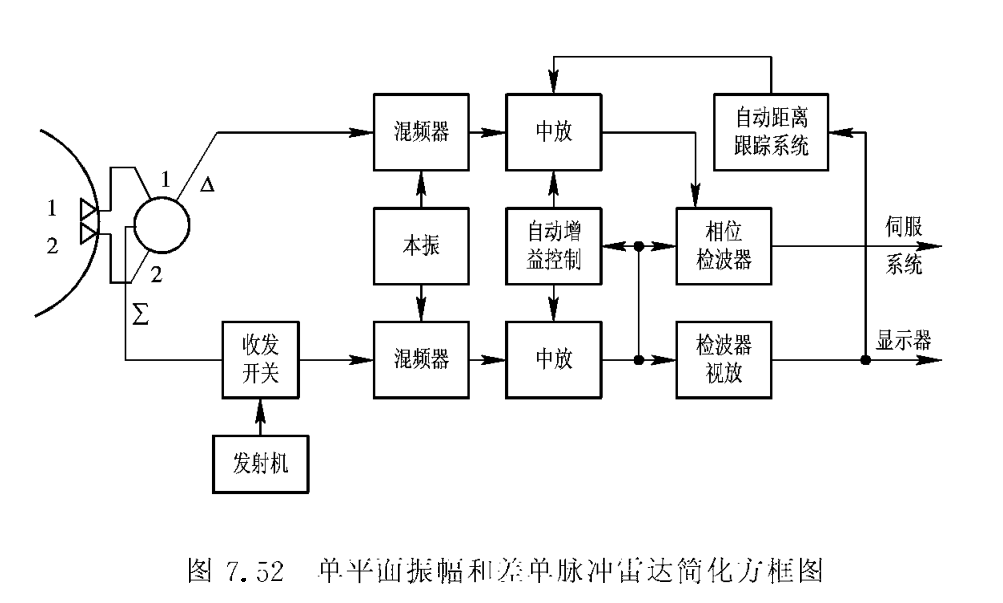 混频器
中放
自动距离
跟踪系统
1
Δ
1
2
2
本振
自动增
益控制
相位
检波器
伺服
系统
Σ
收发
开关
混频器
中放
检波器
视放
显示器
发射机
图 7.52 单平面振幅和差单脉冲雷达简化方框图